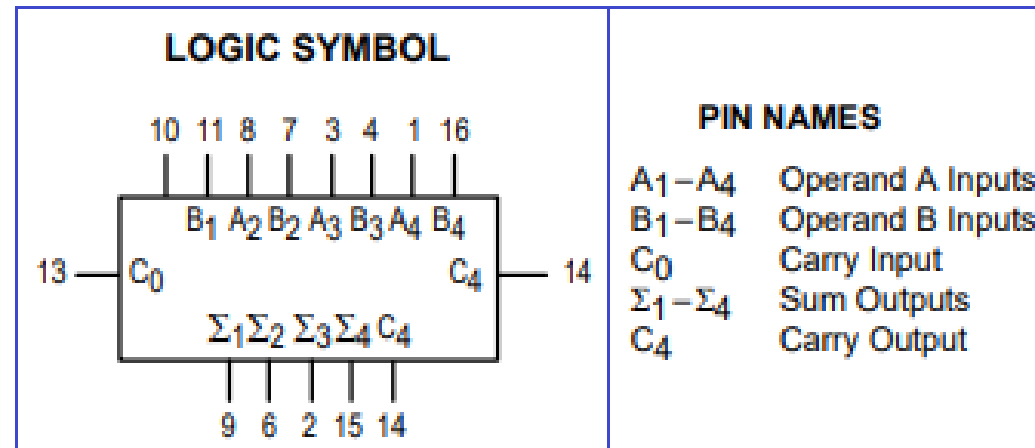 LOGIC SYMBOL
10 11 8 7 3 4 1 16
B1 A2 B2 A3 B3 A4 B4
13 C0 C4 14
Σ1 Σ2 Σ3 Σ4 C4
9 6 2 15 14
PIN NAMES
A1–A4 Operand A Inputs
B1–B4 Operand B Inputs
C0 Carry Input
Σ1–Σ4 Sum Outputs
C4 Carry Output